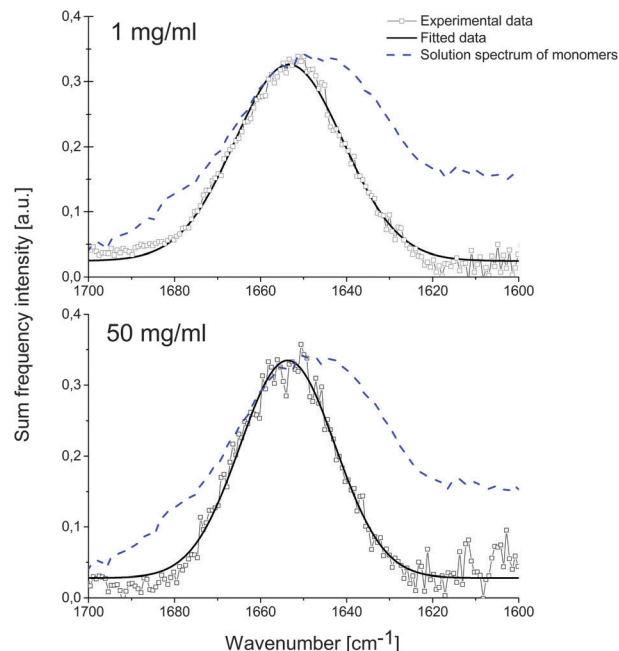 1 mg/ml
Experimental data
Fitted data
Solution spectrum of monomers
0,4
0,3
0,2
0,1
0,0
1700 1680 1660 1640 1620 1600
50 mg/ml
0,4
0,3
0,2
0,1
0,0
1700 1680 1660 1640 1620 1600
Sum frequency intensity [a.u.]
Wavenumber [cm-1]